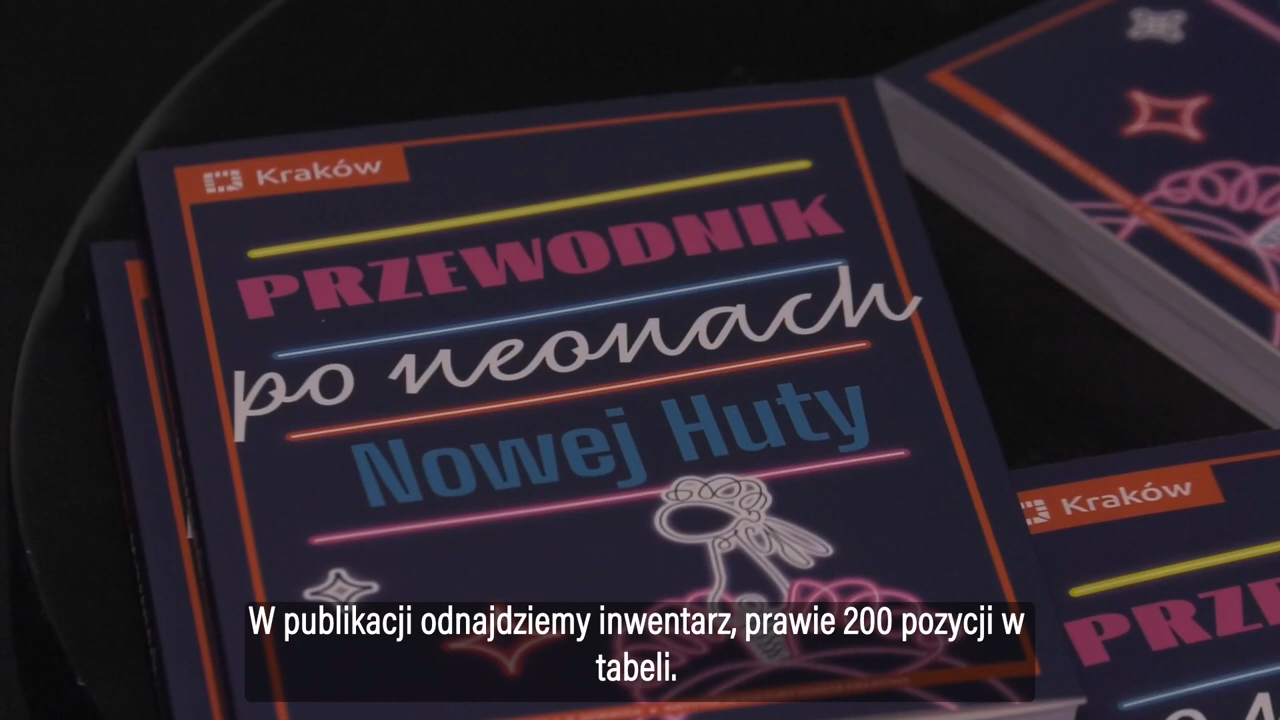 Kraków
PRZEWODNIK
po neonach
Nowej Huty
Kraków
PRZE
W publikacji odnajdziemy inwentarz, prawie 200 pozycji w
tabeli.